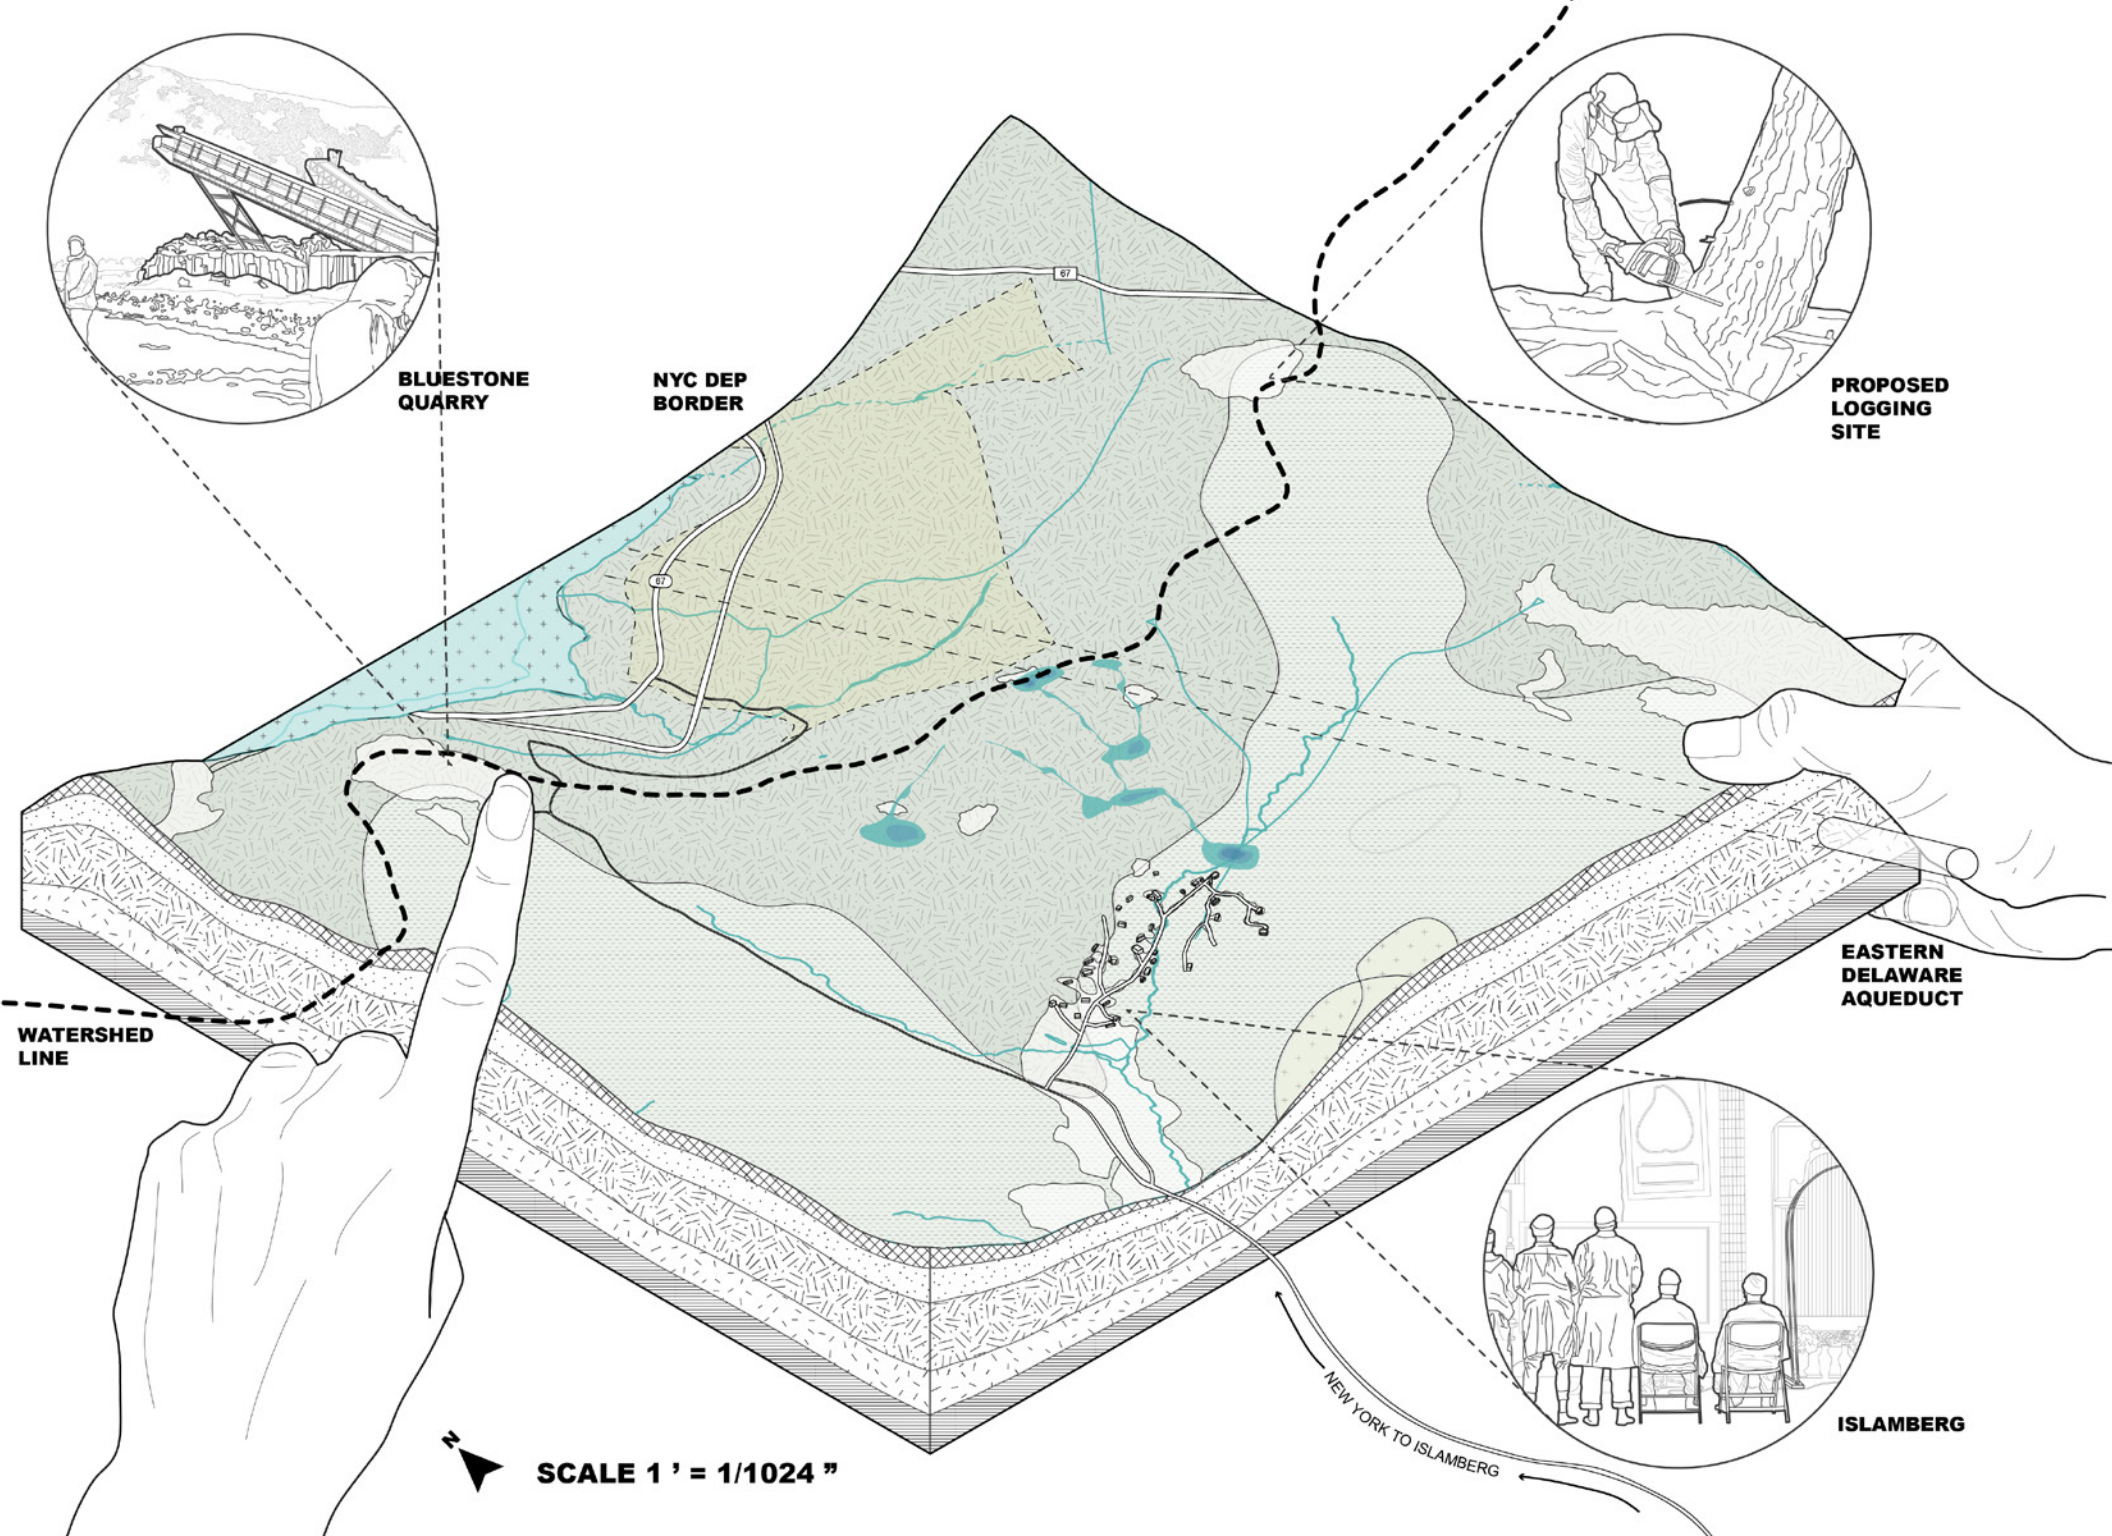 BLUESTONE
QUARRY
NYC DEP
BORDER
67
PROPOSED
LOGGING
SITE
67
EASTERN
DELAWARE
AQUEDUCT
WATERSHED
LINE
ISLAMBERG
NEW YORK TO ISLAMBERG
N
SCALE 1 ' = 1/1024 "